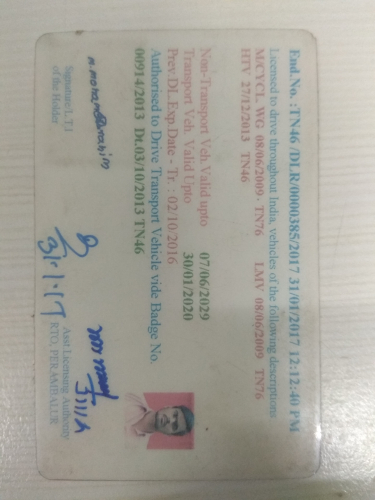 End.No. :TN46 /DLR/0000385/2017 31/01/2017 12:12:40 PM
Licensed to drive throughout India, vehicles of the following descriptions
M/CYCL. WG 08/06/2009 - TN76 LMV 08/06/2009 TN76
HTV 27/12/2013 TN46
Non-Transport Veh. Valid upto 07/06/2029
Transport Veh. Valid Upto 30/01/2020
Prev.DL.Exp.Date - Tr : 02/10/2016
Authorised to Drive Transport Vehicle vide Badge No.
00914/2013 Dt.03/10/2013 TN46
Signature/L.T.I
of the Holder
31.1.17
Asst Licensing Authority
RTO, PERAMBALUR